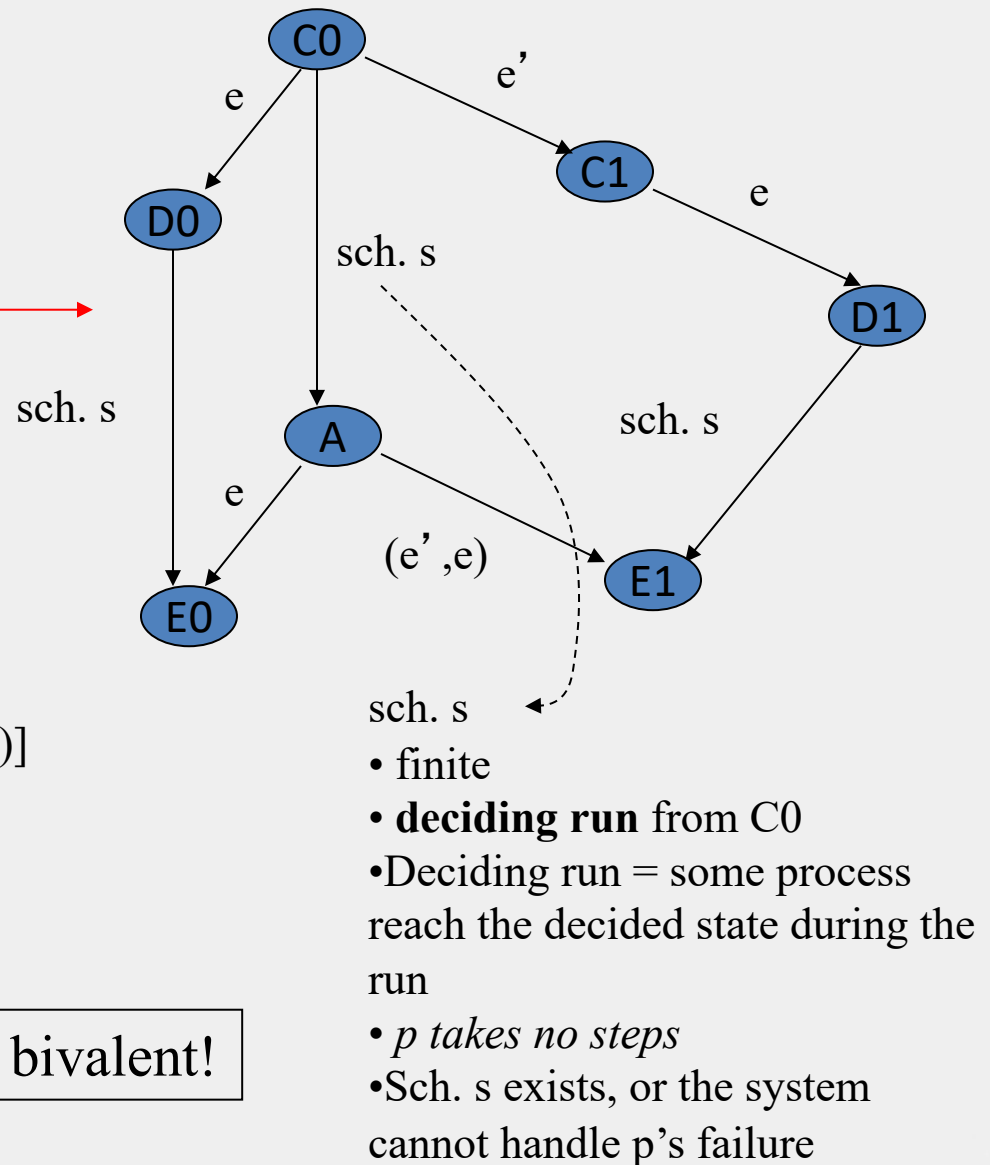 C0
e’
e
C1
e
D0
sch. s
D1
sch. s
sch. s
A
e
(e’,e)
E1
E0
sch. s
)]
• finite
• deciding run from C0
•Deciding run = some process
reach the decided state during the
run
bivalent!
• p takes no steps
•Sch. s exists, or the system
cannot handle p’s failure